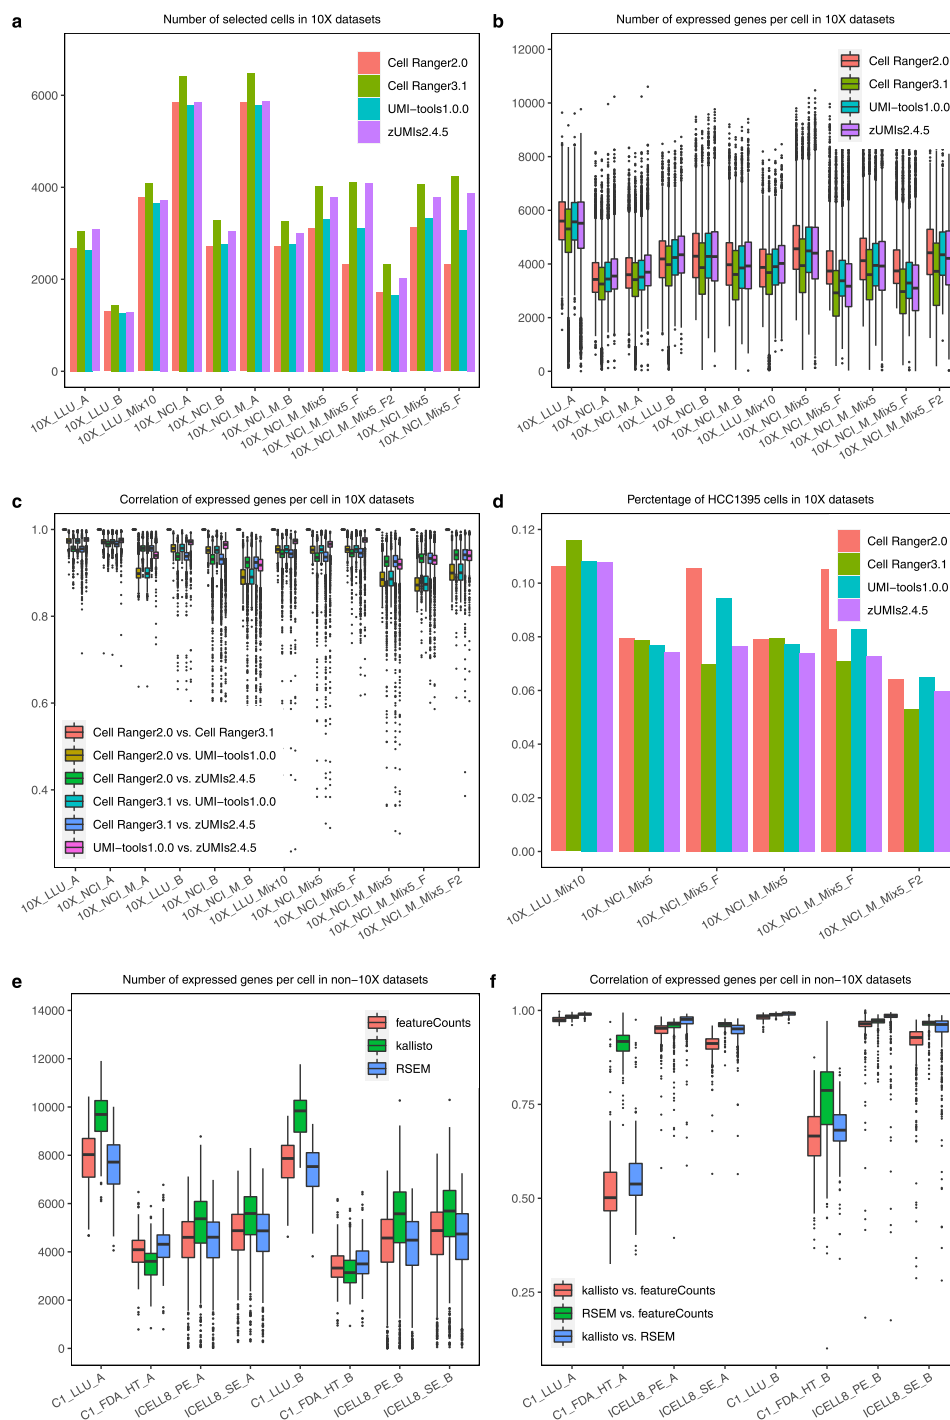 a
Number of selected cells in 10X datasets
6000
4000
2000
0
Cell Ranger2.0
Cell Ranger3.1
UMI−tools1.0.0
zUMIs2.4.5
10X_LLU_A
10X_LLU_B
10X_LLU_Mix10
10X_NCI_A
10X_NCI_B
10X_NCI_M_A
10X_NCI_M_B
10X_NCI_M_Mix5
10X_NCI_M_Mix5_F
10X_NCI_M_Mix5_F2
10X_NCI_Mix5
10X_NCI_Mix5_F
b
Number of expressed genes per cell in 10X datasets
12000
10000
8000
6000
4000
2000
0
Cell Ranger2.0
Cell Ranger3.1
UMI−tools1.0.0
zUMIs2.4.5
10X_LLU_A
10X_NCI_A
10X_NCI_M_A
10X_LLU_B
10X_NCI_B
10X_NCI_M_B
10X_LLU_Mix10
10X_NCI_Mix5
10X_NCI_Mix5_F
10X_NCI_M_Mix5
10X_NCI_M_Mix5_F
10X_NCI_M_Mix5_F2
c
Correlation of expressed genes per cell in 10X datasets
1.0
0.8
0.6
0.4
Cell Ranger2.0 vs. Cell Ranger3.1
Cell Ranger2.0 vs. UMI−tools1.0.0
Cell Ranger2.0 vs. zUMIs2.4.5
Cell Ranger3.1 vs. UMI−tools1.0.0
Cell Ranger3.1 vs. zUMIs2.4.5
UMI−tools1.0.0 vs. zUMIs2.4.5
10X_LLU_A
10X_NCI_A
10X_NCI_M_A
10X_LLU_B
10X_NCI_B
10X_NCI_M_B
10X_LLU_Mix10
10X_NCI_Mix5
10X_NCI_Mix5_F
10X_NCI_M_Mix5
10X_NCI_M_Mix5_F
10X_NCI_M_Mix5_F2
d
Perctentage of HCC1395 cells in 10X datasets
0.12
0.10
0.08
0.06
0.04
0.02
0.00
Cell Ranger2.0
Cell Ranger3.1
UMI−tools1.0.0
zUMIs2.4.5
10X_LLU_Mix10
10X_NCI_Mix5
10X_NCI_Mix5_F
10X_NCI_M_Mix5
10X_NCI_M_Mix5_F
10X_NCI_M_Mix5_F2
e
Number of expressed genes per cell in non−10X datasets
14000
12000
10000
8000
6000
4000
2000
0
featureCounts
kallisto
RSEM
C1_LLU_A
C1_FDA_HT_A
ICELL8_PE_A
ICELL8_SE_A
C1_LLU_B
C1_FDA_HT_B
ICELL8_PE_B
ICELL8_SE_B
f
Correlation of expressed genes per cell in non−10X datasets
1.00
0.75
0.50
0.25
kallisto vs. featureCounts
RSEM vs. featureCounts
kallisto vs. RSEM
C1_LLU_A
C1_FDA_HT_A
ICELL8_PE_A
ICELL8_SE_A
C1_LLU_B
C1_FDA_HT_B
ICELL8_PE_B
ICELL8_SE_B